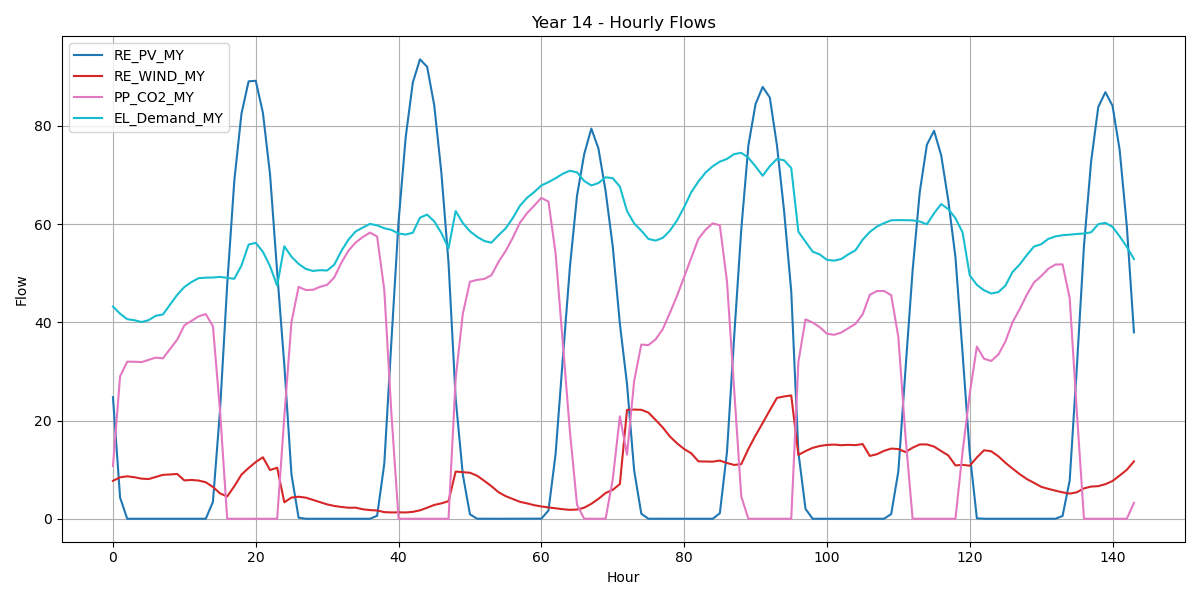 Year 14 - Hourly Flows
RE_PV_MY
RE_WIND_MY
PP_CO2_MY
EL_Demand_MY
Flow
80
60
40
20
0
0 20 40 60 80 100 120 140
Hour